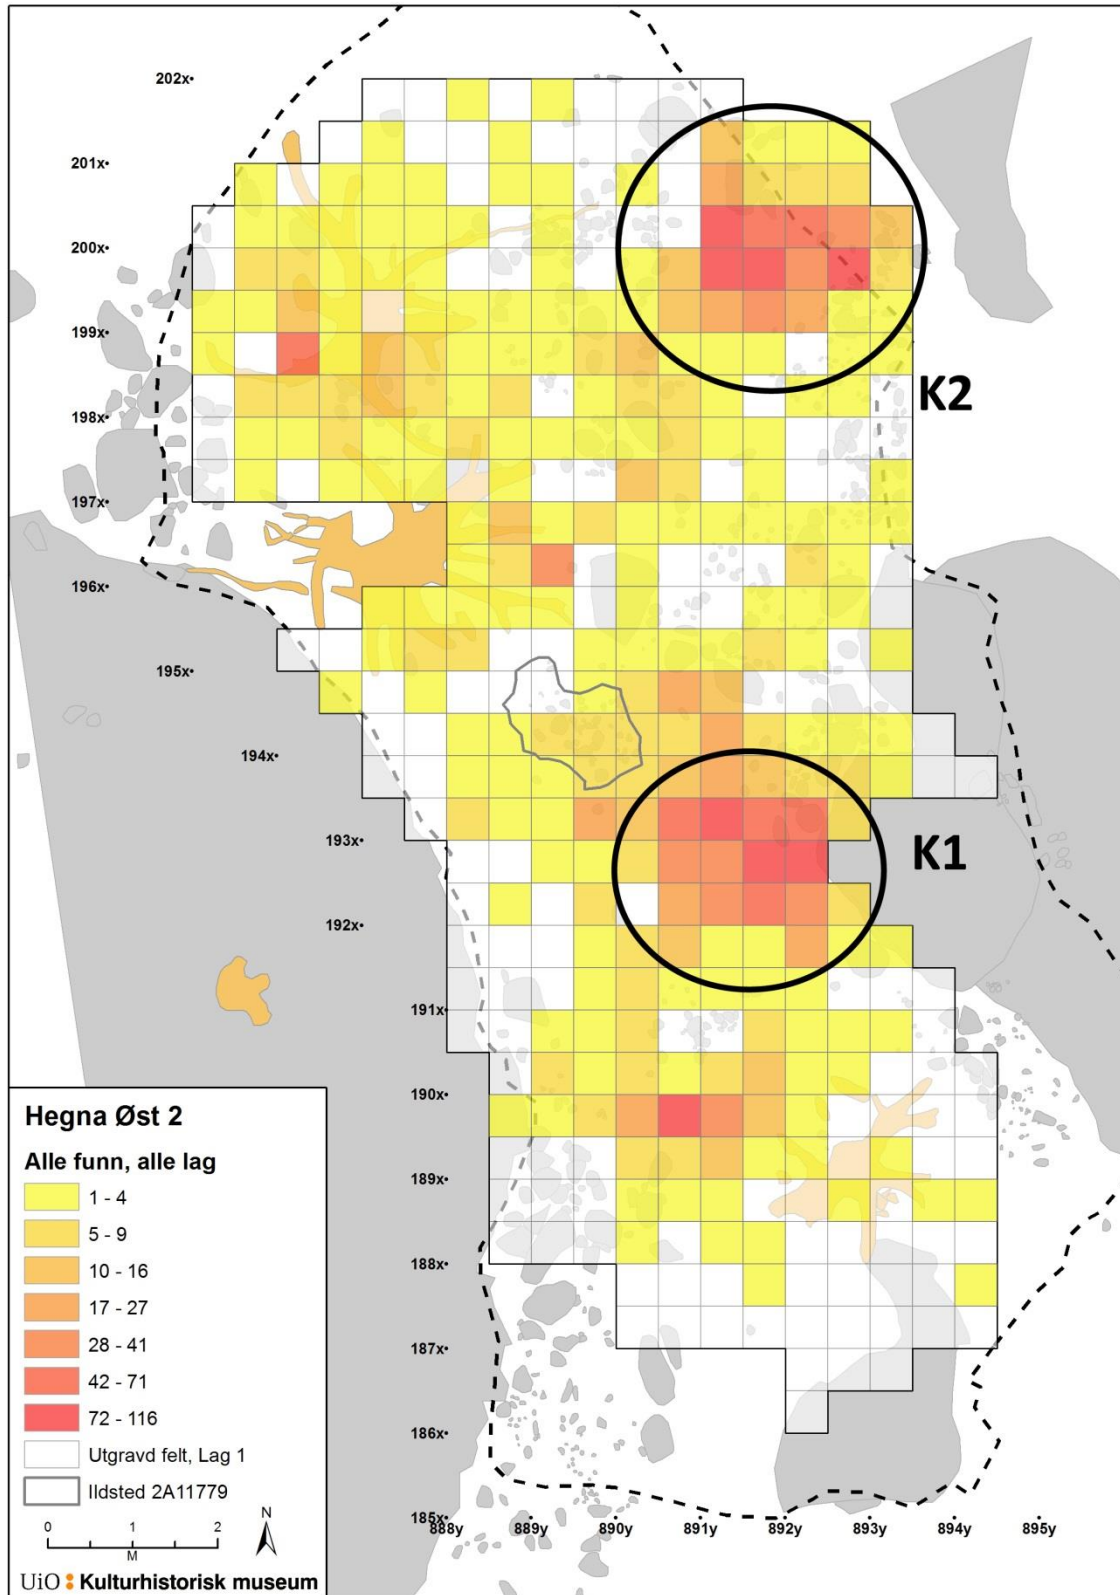 202x
201x
200x
199x
198x
K2
197x
196x
195x
194x
193x
K1
192x
191x
190x
189x
188x
187x
186x
185x
888y 889y 890y 891y 892y 893y 894y 895y
Hegna Øst 2
Alle funn, alle lag
1 - 4
5 - 9
10 - 16
17 - 27
28 - 41
42 - 71
72 - 116
Utgravd felt, Lag 1
Ildsted 2A11779
0 1 2
M
N
UiO Kulturhistorisk museum